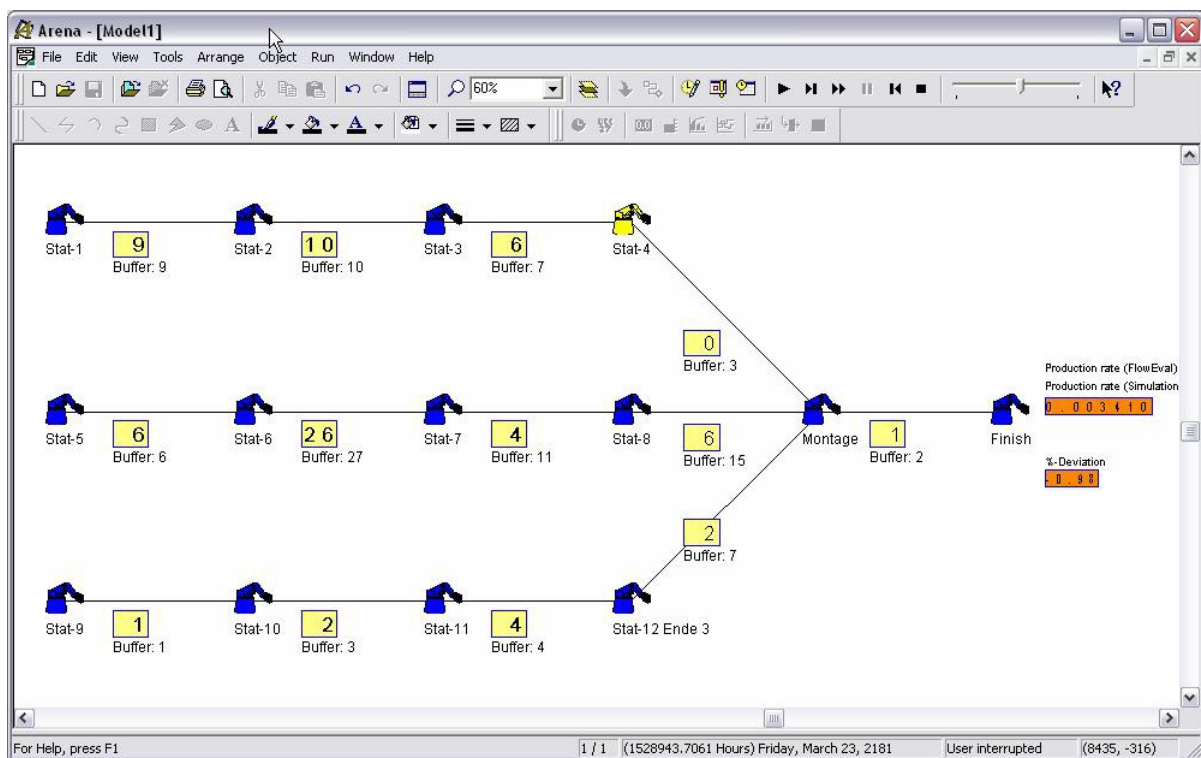 Arena - [Model1]
File Edit View Tools Arrange Object Run Window Help
60%
Stat-1
9
Buffer: 9
Stat-2
10
Buffer: 10
Stat-3
6
Buffer: 7
Stat-4
0
Buffer: 3
Production rate (FlowEval)
Production rate (Simulation
0.003410
Stat-5
6
Buffer: 6
Stat-6
26
Buffer: 27
Stat-7
4
Buffer: 11
Stat-8
6
Buffer: 15
Montage
1
Buffer: 2
Finish
%-Deviation
-0.98
2
Buffer: 7
Stat-9
1
Buffer: 1
Stat-10
2
Buffer: 3
Stat-11
4
Buffer: 4
Stat-12 Ende 3
For Help, press F1
1 / 1
(1528943.7061 Hours) Friday, March 23, 2181
User interrupted
(8435, -316)